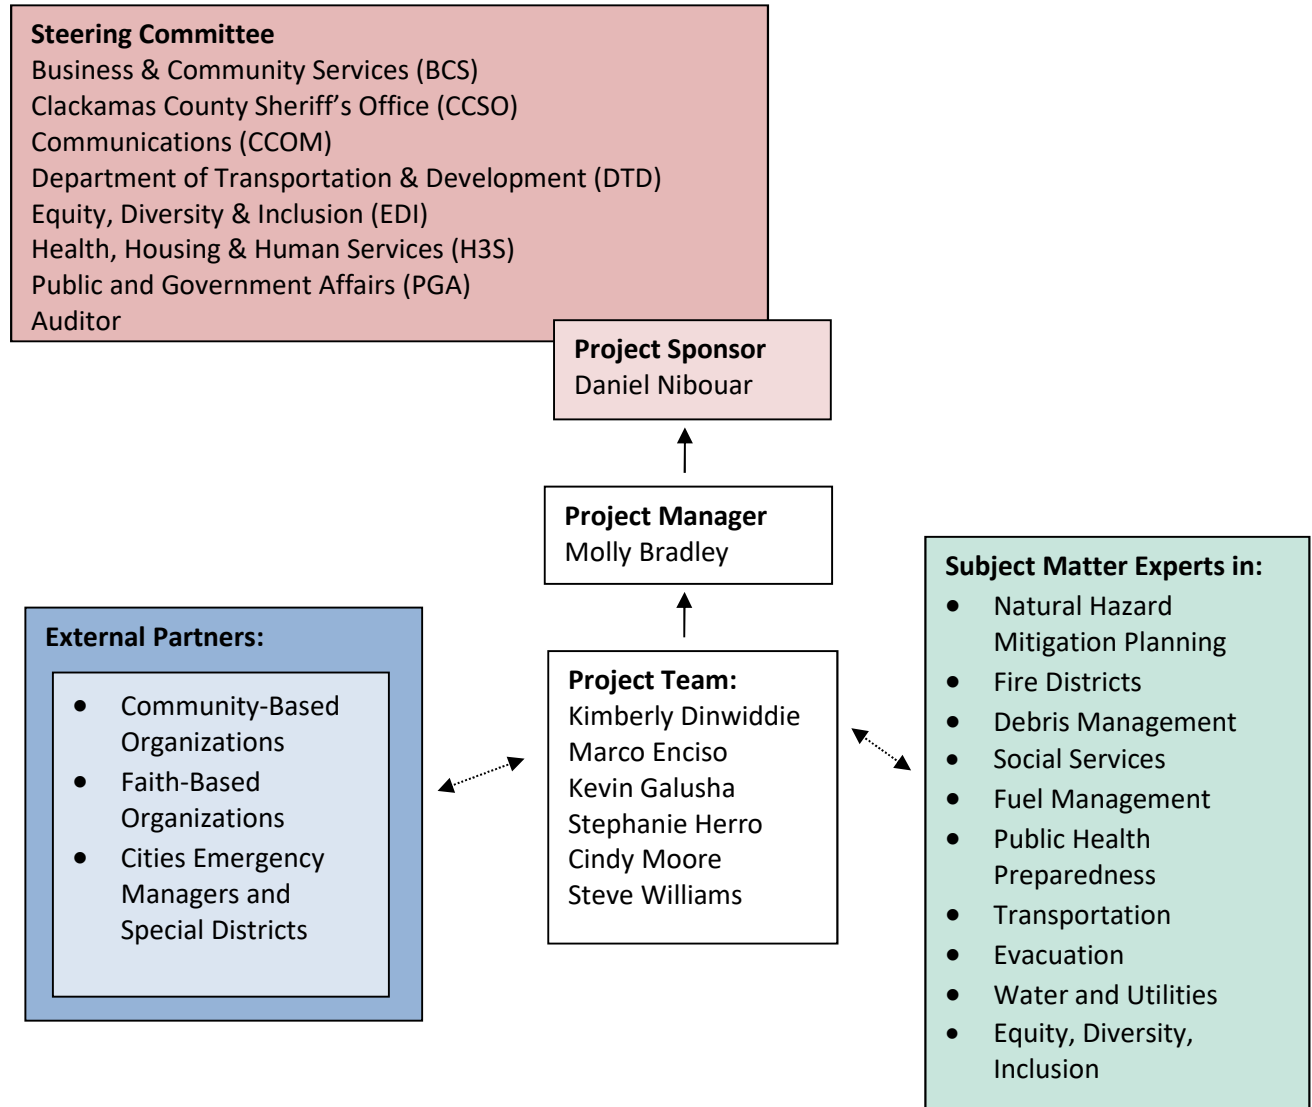 Steering Committee
Business & Community Services (BCS)
Clackamas County Sheriff’s Office (CCSO)
Communications (CCOM)
Department of Transportation & Development (DTD)
Equity, Diversity & Inclusion (EDI)
Health, Housing & Human Services (H3S)
Public and Government Affairs (PGA)
Auditor
Project Sponsor
Daniel Nibouar
Project Manager
Molly Bradley
External Partners:
• Community-Based
Organizations
• Faith-Based
Organizations
• Cities Emergency
Managers and
Special Districts
Project Team:
Kimberly Dinwiddie
Marco Enciso
Kevin Galusha
Stephanie Herro
Cindy Moore
Steve Williams
Subject Matter Experts in:
• Natural Hazard
Mitigation Planning
• Fire Districts
• Debris Management
• Social Services
• Fuel Management
• Public Health
Preparedness
• Transportation
• Evacuation
• Water and Utilities
• Equity, Diversity,
Inclusion